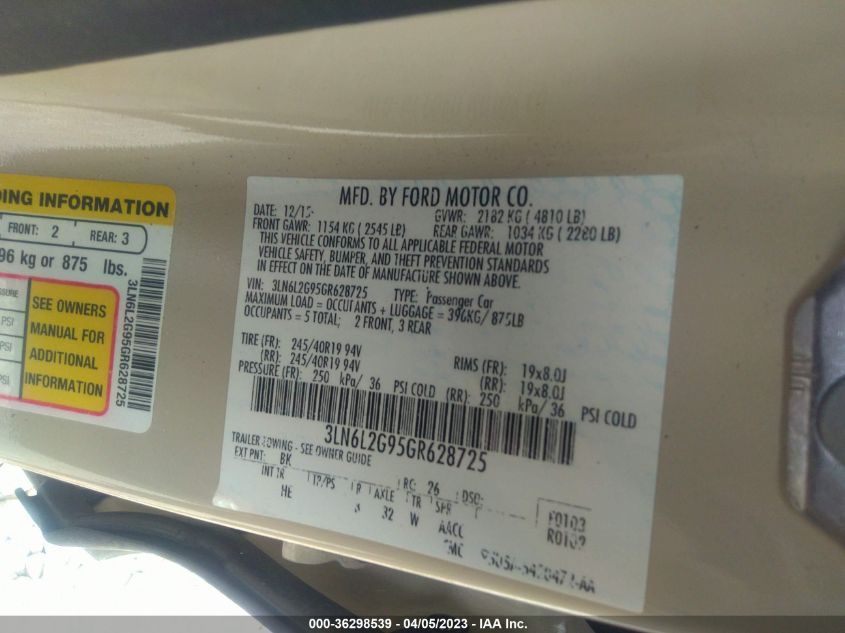 DING INFORMATION
FRONT: 2 REAR: 3
96 kg or 875 lbs.
PSI
PSI
PSI
SEE OWNERS
MANUAL FOR
ADDITIONAL
INFORMATION
3LN6L2G95GR628725
MFD. BY FORD MOTOR CO.
DATE: 12/15 GVWR: 2182 KG ( 4810 LB)
FRONT GAWR: 1154 KG ( 2545 LB) REAR GAWR: 1034 KG ( 2280 LB)
THIS VEHICLE CONFORMS TO ALL APPLICABLE FEDERAL MOTOR
VEHICLE SAFETY, BUMPER, AND THEFT PREVENTION STANDARDS
IN EFFECT ON THE DATE OF MANUFACTURE SHOWN ABOVE.
VIN: 3LN6L2G95GR628725 TYPE: Passenger Car
MAXIMUM LOAD = OCCUPANTS + LUGGAGE = 396KG/ 875LB
OCCUPANTS = 5 TOTAL; 2 FRONT, 3 REAR
TIRE (FR): 245/40R19 94V RIMS (FR): 19x8.0J
(RR): 245/40R19 94V (RR): 19x8.0J
PRESSURE (FR): 250 kPa/ 36 PSI COLD (RR): 250 kPa/36 PSI COLD
3LN6L2G95GR628725
TRAILER TOWING - SEE OWNER GUIDE
EXT PNT: BK RC: 26 DSO: F0103
INT TR TP/PS R AXLE TR SPR
HE 32 W AACC
000-36298539 - 04/05/2023 - IAA Inc.